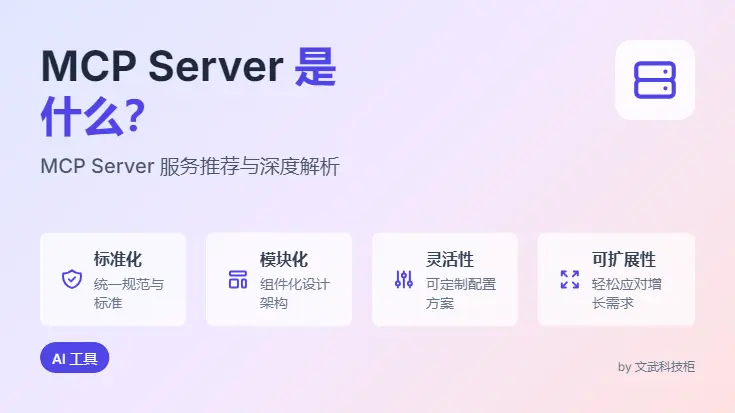 MCP Server 是
什么?
MCP Server 服务推荐与深度解析
标准化
统一规范与
标准
模块化
组件化设计
架构
灵活性
可定制配置
方案
可扩展性
轻松应对增
长需求
AI 工具
by 文武科技柜